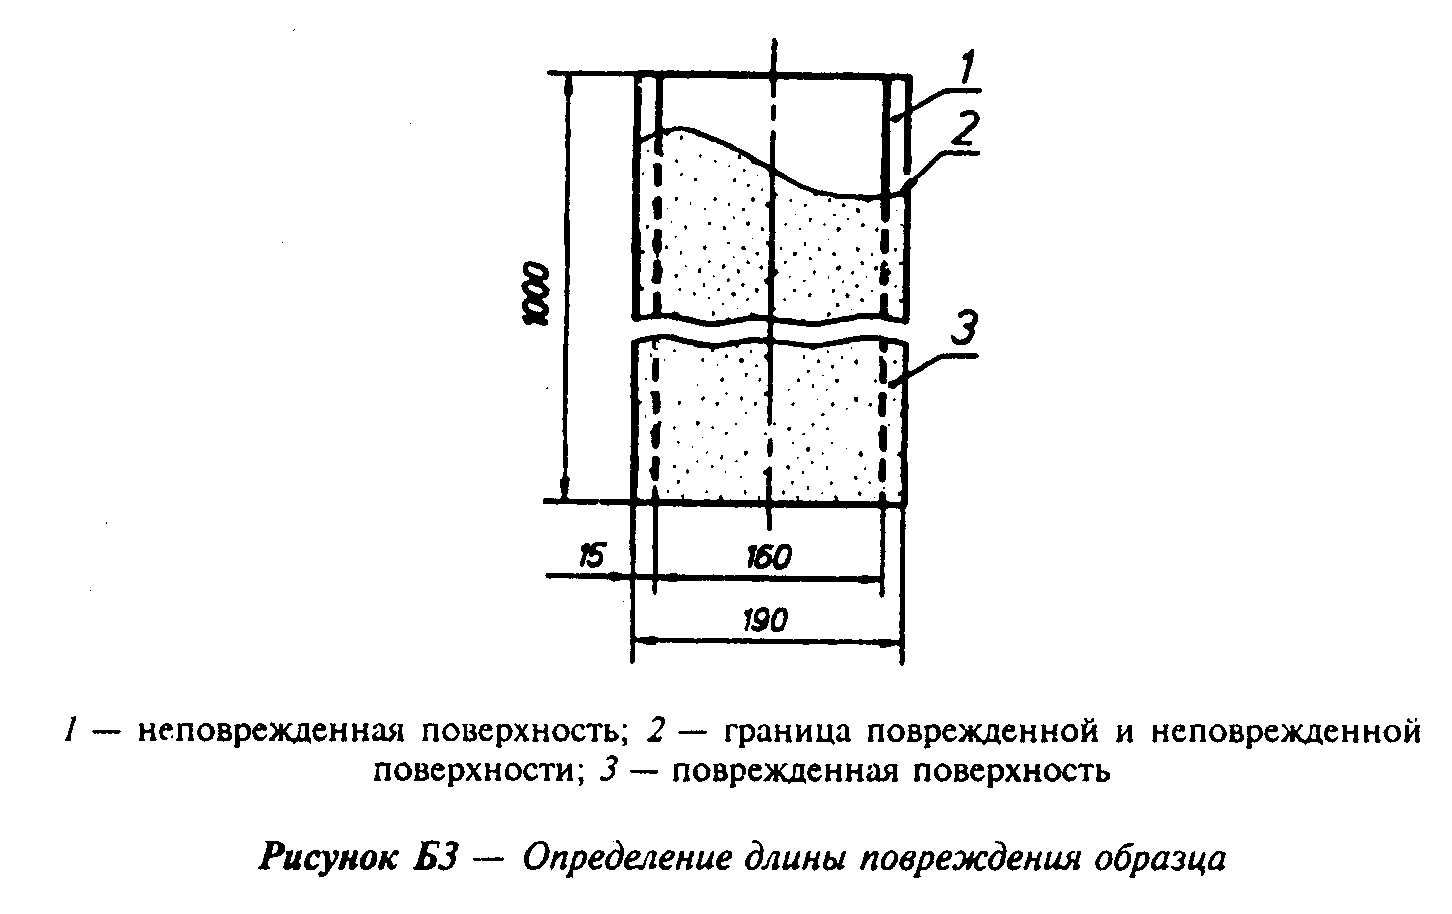 1
2
1000
3
15
160
190
1 — неповрежденная поверхность; 2 — граница поврежденной и неповрежденной
поверхности; 3 — поврежденная поверхность
Рисунок Б3 — Определение длины повреждения образца